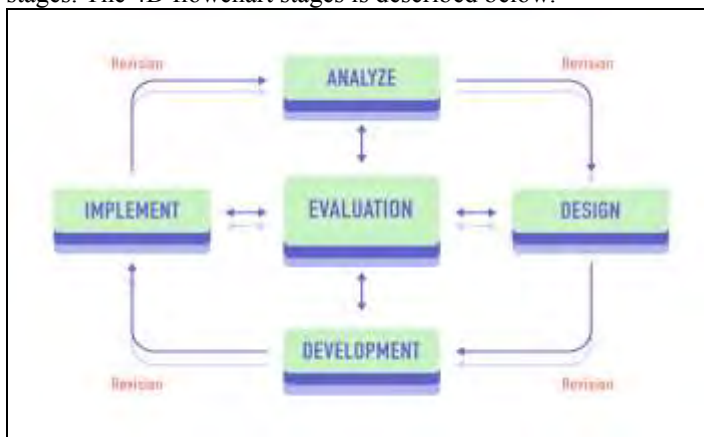 stages. The 4D flowchart stages is described below.
Revision
ANALYZE
Revision
IMPLEMENT
EVALUATION
DESIGN
DEVELOPMENT
Revision
Revision